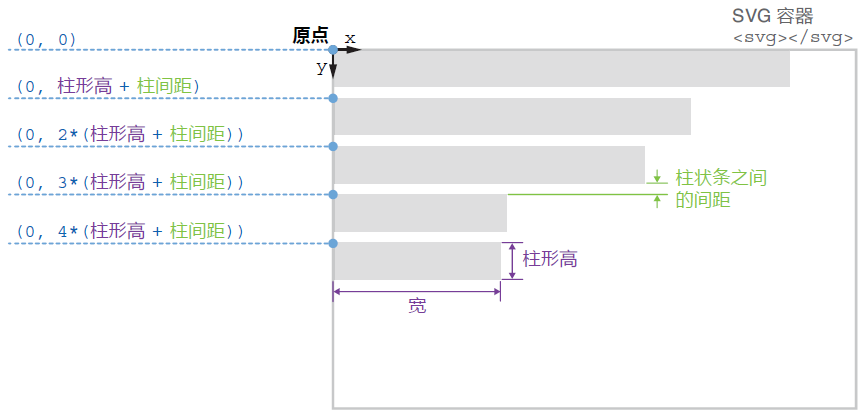 SVG 容器
<svg></svg>
原点
x
y
(0, 0)
(0, 柱形高 + 柱间距)
(0, 2*(柱形高 + 柱间距))
(0, 3*(柱形高 + 柱间距))
柱状条之间
的间距
(0, 4*(柱形高 + 柱间距))
柱形高
宽